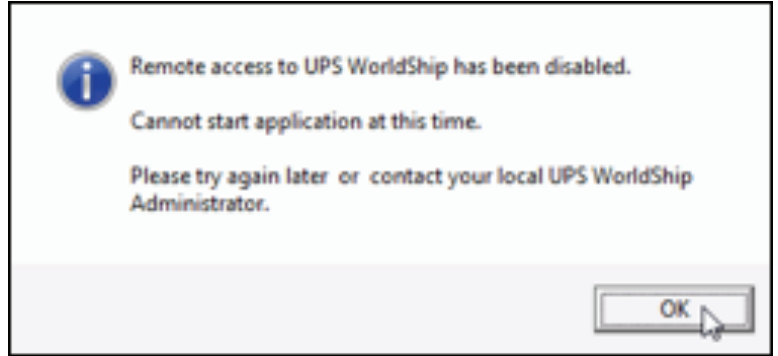 Remote access to UPS WorldShip has been disabled.
Cannot start application at this time.
Please try again later or contact your local UPS WorldShip
Administrator.
OK